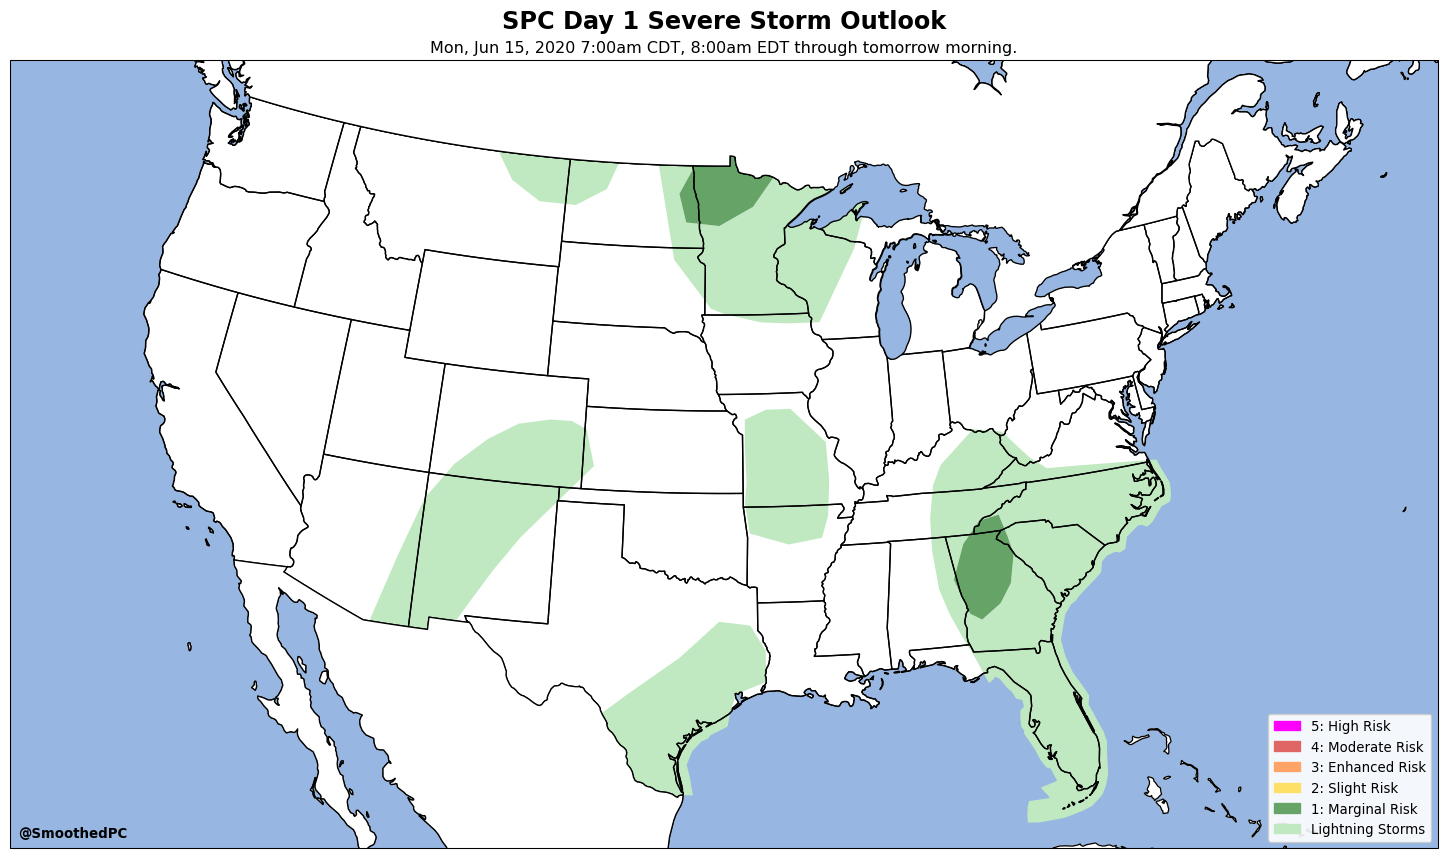 SPC Day 1 Severe Storm Outlook
Mon, Jun 15, 2020 7:00am CDT, 8:00am EDT through tomorrow morning.
5: High Risk
4: Moderate Risk
3: Enhanced Risk
2: Slight Risk
1: Marginal Risk
Lightning Storms
@SmoothedPC